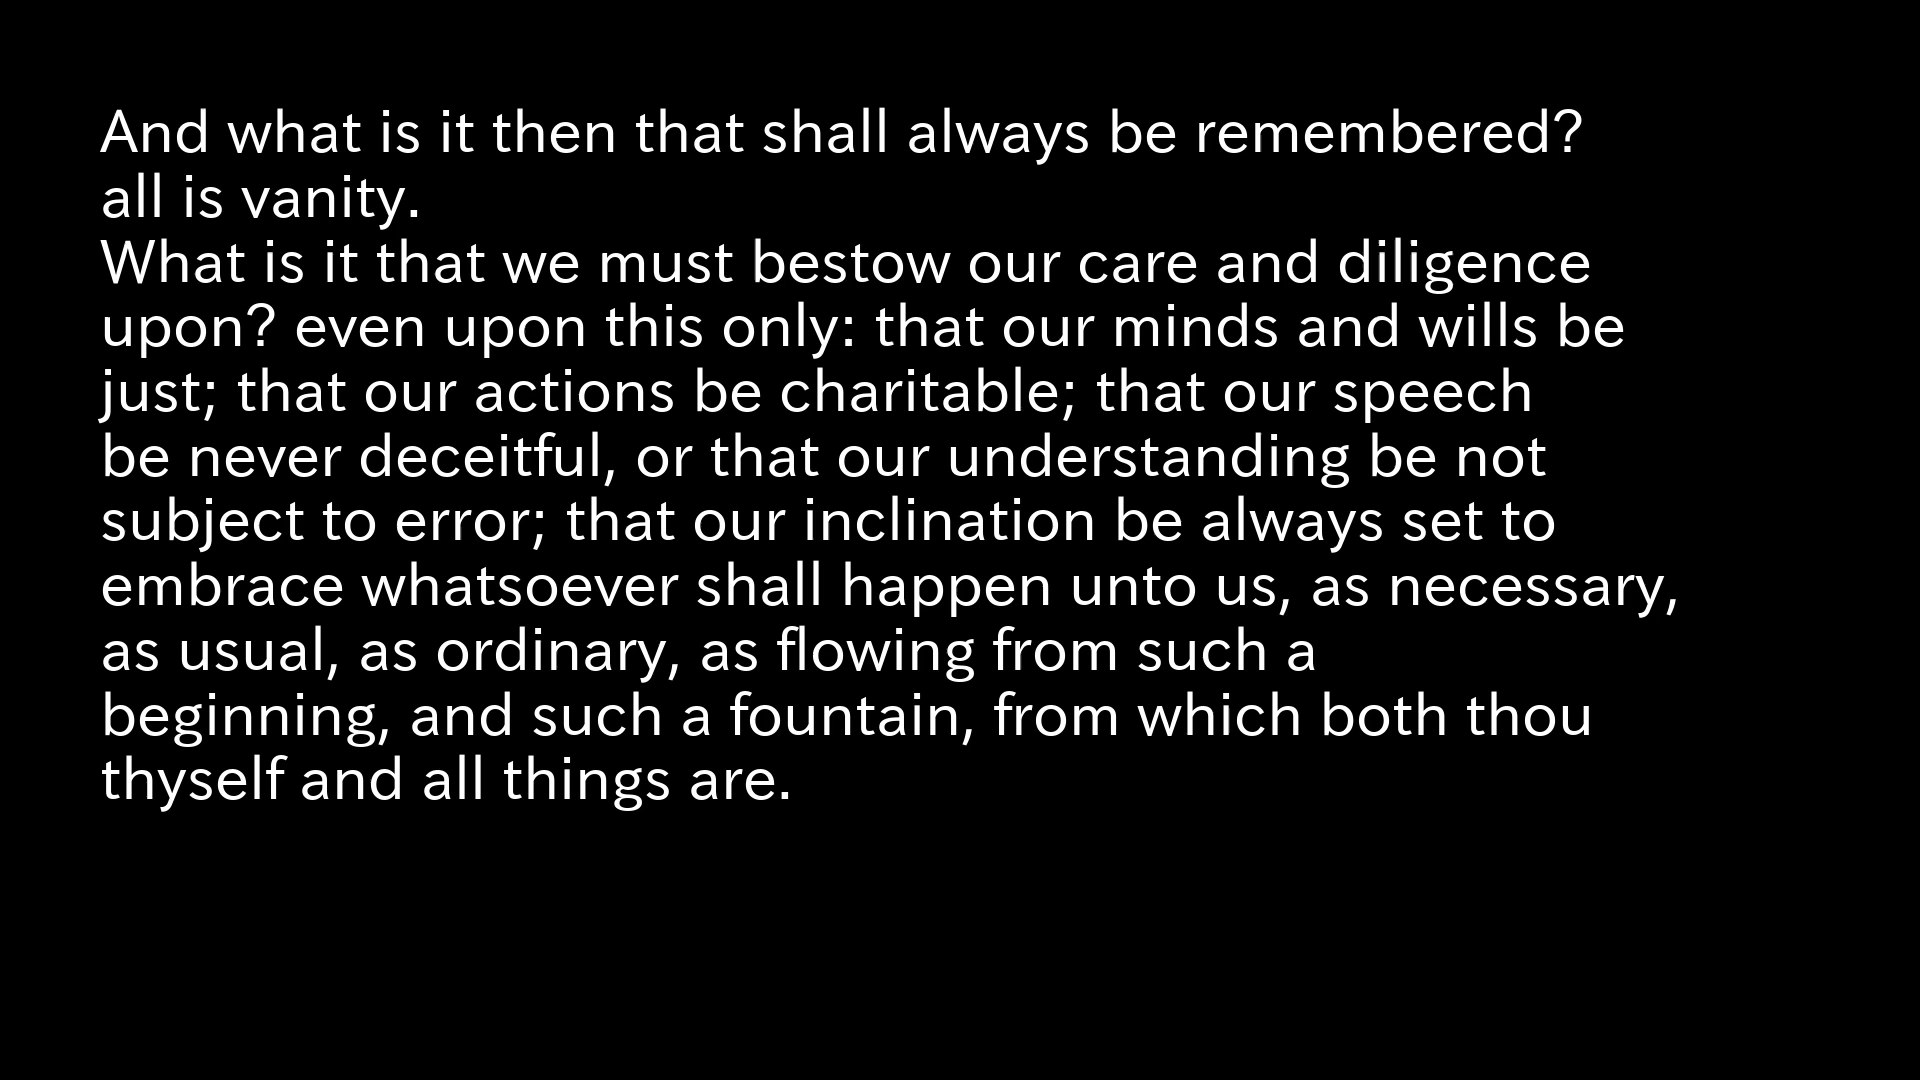 And what is it then that shall always be remembered?
all is vanity.
What is it that we must bestow our care and diligence
upon? even upon this only: that our minds and wills be
just; that our actions be charitable; that our speech
be never deceitful, or that our understanding be not
subject to error; that our inclination be always set to
embrace whatsoever shall happen unto us, as necessary,
as usual, as ordinary, as flowing from such a
beginning, and such a fountain, from which both thou
thyself and all things are.